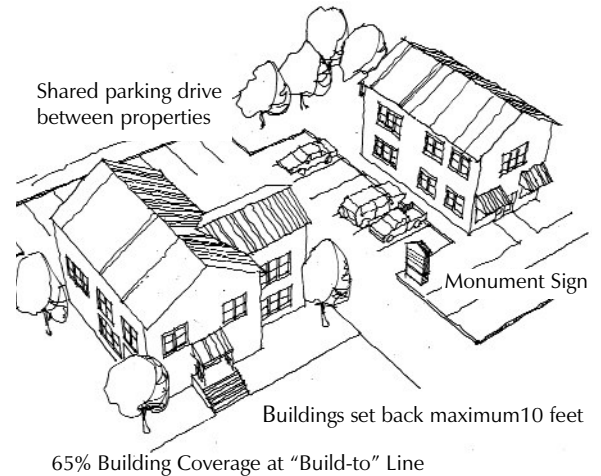 Shared parking drive
between properties
Monument Sign
Buildings set back maximum10 feet
65% Building Coverage at “Build-to” Line